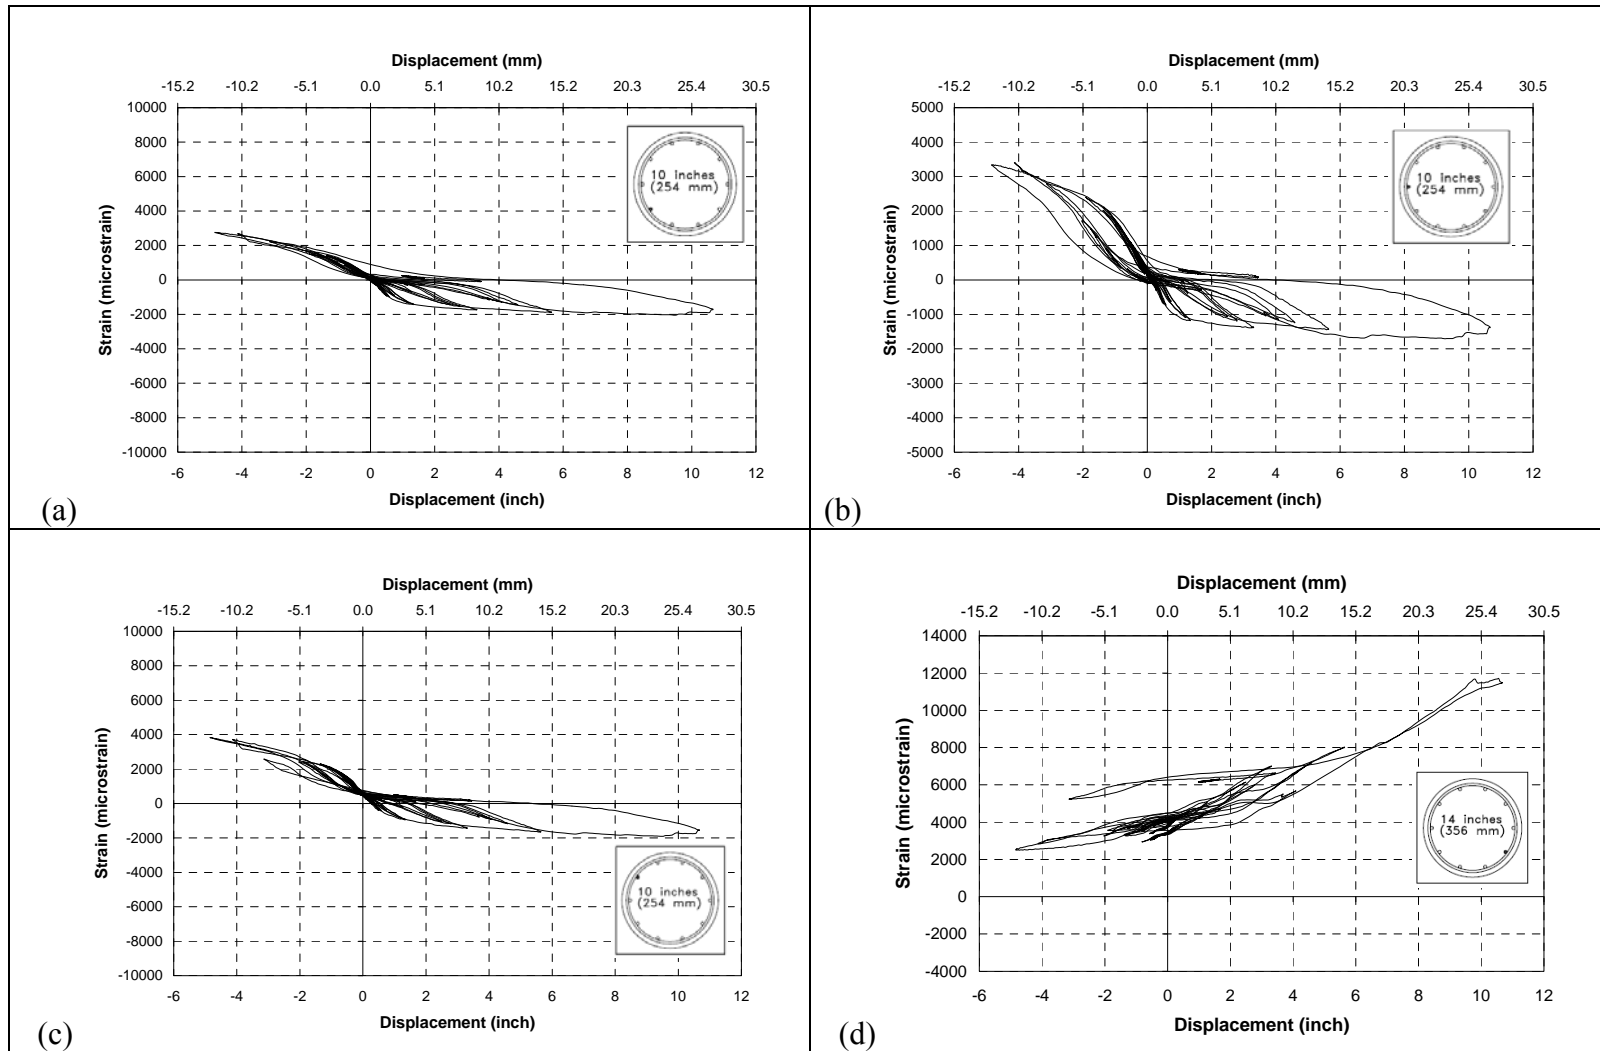 Displacement (mm)
-15.2 -10.2 -5.1 0.0 5.1 10.2 15.2 20.3 25.4 30.5
10000
8000
6000
4000
2000
0
-2000
-4000
-6000
-8000
-10000
Strain (microstrain)
10 inches
(254 mm)
-6 -4 -2 0 2 4 6 8 10 12
Displacement (inch)
(a)
Displacement (mm)
-15.2 -10.2 -5.1 0.0 5.1 10.2 15.2 20.3 25.4 30.5
5000
4000
3000
2000
1000
0
-1000
-2000
-3000
-4000
-5000
Strain (microstrain)
10 inches
(254 mm)
-6 -4 -2 0 2 4 6 8 10 12
Displacement (inch)
(b)
Displacement (mm)
-15.2 -10.2 -5.1 0.0 5.1 10.2 15.2 20.3 25.4 30.5
10000
8000
6000
4000
2000
0
-2000
-4000
-6000
-8000
-10000
Strain (microstrain)
10 inches
(254 mm)
-6 -4 -2 0 2 4 6 8 10 12
Displacement (inch)
(c)
Displacement (mm)
-15.2 -10.2 -5.1 0.0 5.1 10.2 15.2 20.3 25.4 30.5
14000
12000
10000
8000
6000
4000
2000
0
-2000
-4000
Strain (microstrain)
14 inches
(356 mm)
-6 -4 -2 0 2 4 6 8 10 12
Displacement (inch)
(d)